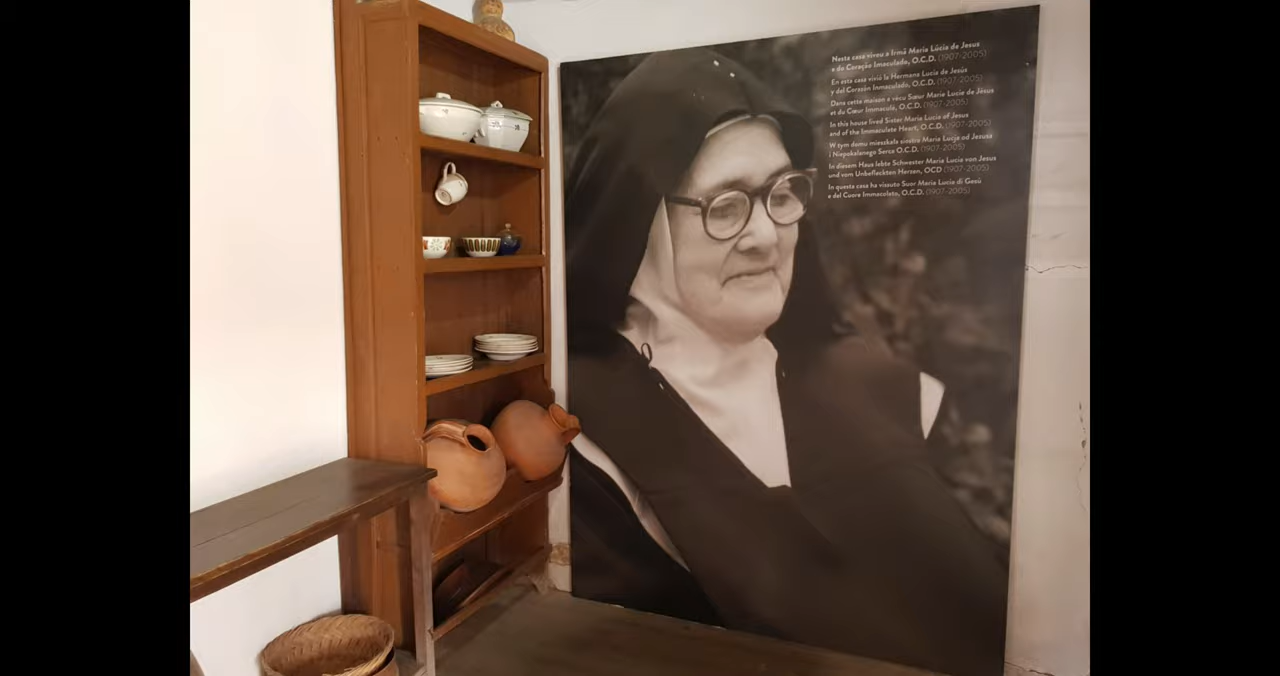 Nesta casa viveu a Irmã Maria Lúcia de Jesus
e do Coração Imaculado, O.C.D. (1907-2005)
En esta casa vivió la Hermana Lucía de Jesús
y del Corazón Inmaculado, O.C.D. (1907-2005)
Dans cette maison a vécu Sœur Marie Lucie de Jésus
et du Cœur Immaculé, O.C.D. (1907-2005)
In this house lived Sister Maria Lucia of Jesus
and of the Immaculate Heart, O.C.D. (1907-2005)
W tym domu mieszkała siostra Maria Łucja od Jezusa
i Niepokalanego Serca O.C.D. (1907-2005)
In diesem Haus lebte Schwester Maria Lucia von Jesus
und vom Unbefleckten Herzen, OCD (1907-2005)
In questa casa ha vissuto Suor Maria Lucia di Gesù
e del Cuore Immacolato, O.C.D. (1907-2005)